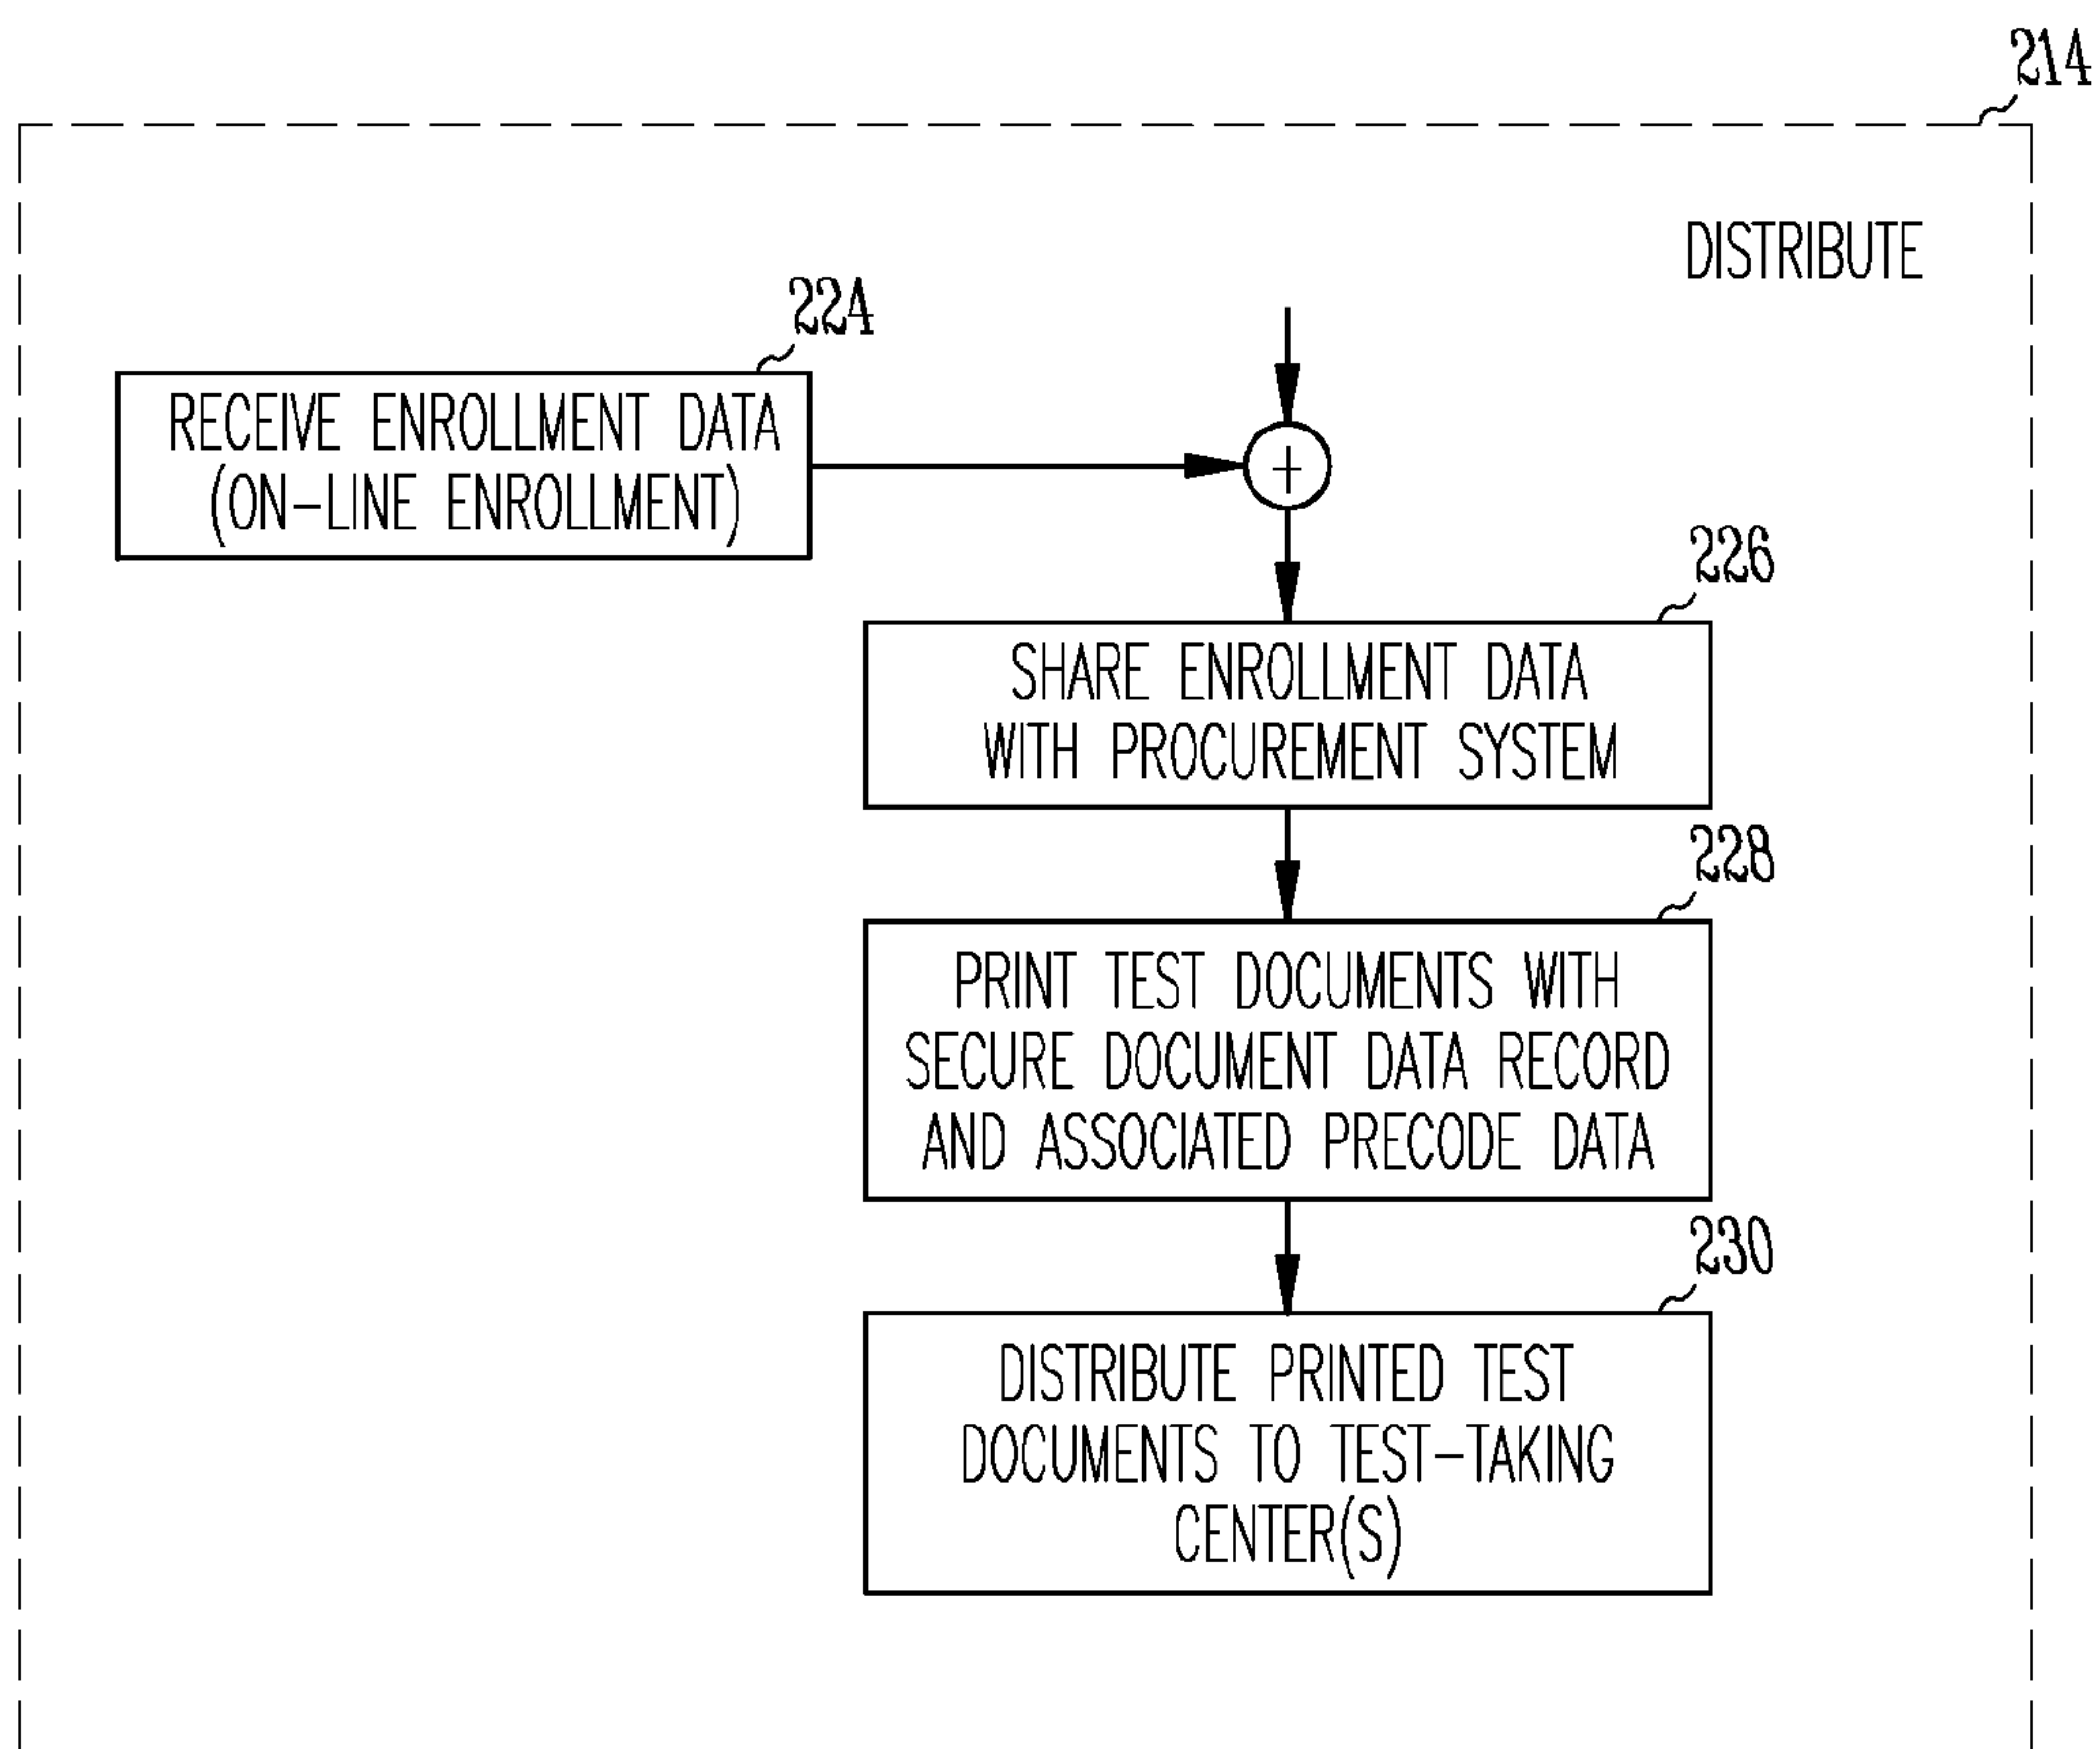 214
DISTRIBUTE
224
RECEIVE ENROLLMENT DATA
(ON-LINE ENROLLMENT)
+
226
SHARE ENROLLMENT DATA
WITH PROCUREMENT SYSTEM
228
PRINT TEST DOCUMENTS WITH
SECURE DOCUMENT DATA RECORD
AND ASSOCIATED PRECODE DATA
230
DISTRIBUTE PRINTED TEST
DOCUMENTS TO TEST-TAKING
CENTER(S)